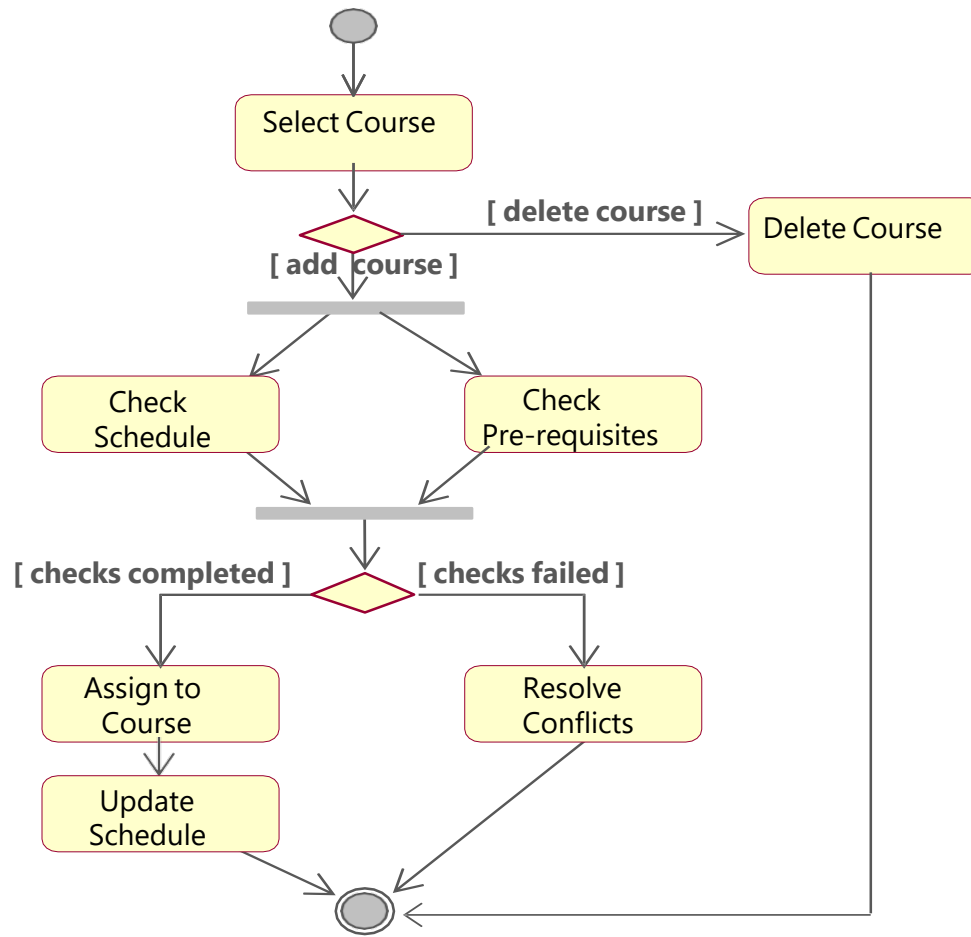 Select Course
[ delete course ]
Delete Course
[ add course ]
Check
Schedule
Check
Pre-requisites
[ checks completed ]
[ checks failed ]
Assign to
Course
Resolve
Conflicts
Update
Schedule